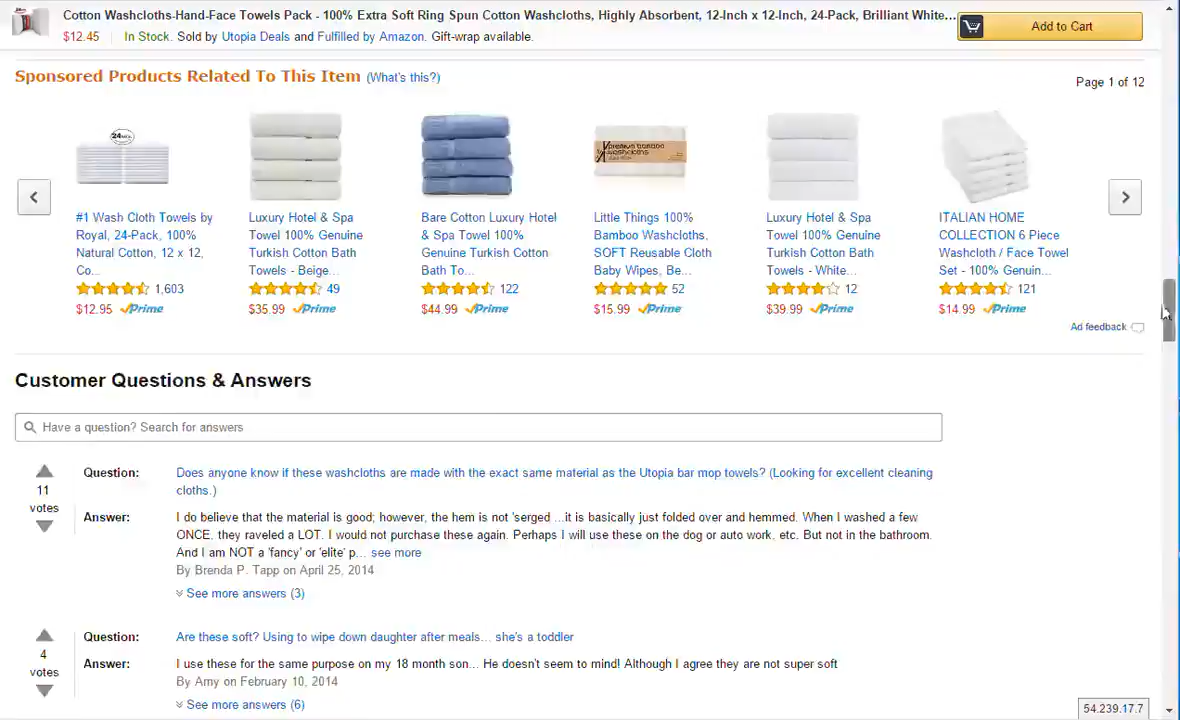 Cotton Washcloths-Hand-Face Towels Pack - 100% Extra Soft Ring Spun Cotton Washcloths, Highly Absorbent, 12-Inch x 12-Inch, 24-Pack, Brilliant White...
$12.45 In Stock. Sold by Utopia Deals and Fulfilled by Amazon. Gift-wrap available.
Add to Cart
Sponsored Products Related To This Item (What's this?)
Page 1 of 12
24 PACK
Premium bamboo
washcloths
#1 Wash Cloth Towels by
Royal, 24-Pack, 100%
Natural Cotton, 12 x 12,
Co...
1,603
$12.95 Prime
Luxury Hotel & Spa
Towel 100% Genuine
Turkish Cotton Bath
Towels - Beige...
49
$35.99 Prime
Bare Cotton Luxury Hotel
& Spa Towel 100%
Genuine Turkish Cotton
Bath To...
122
$44.99 Prime
Little Things 100%
Bamboo Washcloths,
SOFT Reusable Cloth
Baby Wipes, Be...
52
$15.99 Prime
Luxury Hotel & Spa
Towel 100% Genuine
Turkish Cotton Bath
Towels - White...
12
$39.99 Prime
ITALIAN HOME
COLLECTION 6 Piece
Washcloth / Face Towel
Set - 100% Genuin...
121
$14.99 Prime
Ad feedback
Customer Questions & Answers
Have a question? Search for answers
11
votes
Question: Does anyone know if these washcloths are made with the exact same material as the Utopia bar mop towels? (Looking for excellent cleaning
cloths.)
Answer: I do believe that the material is good; however, the hem is not 'serged ...it is basically just folded over and hemmed. When I washed a few
ONCE, they raveled a LOT. I would not purchase these again. Perhaps I will use these on the dog or auto work, etc. But not in the bathroom.
And I am NOT a 'fancy' or 'elite' p... see more
By Brenda P. Tapp on April 25, 2014
See more answers (3)
4
votes
Question: Are these soft? Using to wipe down daughter after meals... she's a toddler
Answer: I use these for the same purpose on my 18 month son... He doesn't seem to mind! Although I agree they are not super soft
By Amy on February 10, 2014
See more answers (6)
54.239.17.7